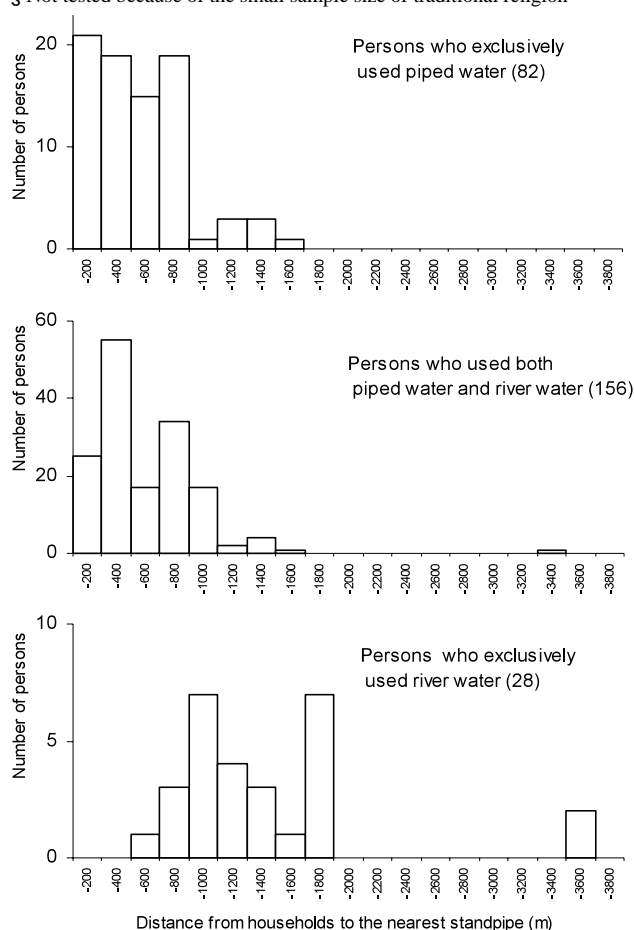 3 Not tested because of the small sample size of traditional religion
Number of persons
20
10
0
Persons who exclusively
used piped water (82)
-200 -400 -600 -800 -1000 -1200 -1400 -1600 -1800 -2000 -2200 -2400 -2600 -2800 -3000 -3200 -3400 -3600 -3800
Number of persons
60
40
20
0
Persons who used both
piped water and river water (156)
-200 -400 -600 -800 -1000 -1200 -1400 -1600 -1800 -2000 -2200 -2400 -2600 -2800 -3000 -3200 -3400 -3600 -3800
Number of persons
10
5
0
Persons who exclusively
used river water (28)
-200 -400 -600 -800 -1000 -1200 -1400 -1600 -1800 -2000 -2200 -2400 -2600 -2800 -3000 -3200 -3400 -3600 -3800
Distance from households to the nearest standpipe (m)